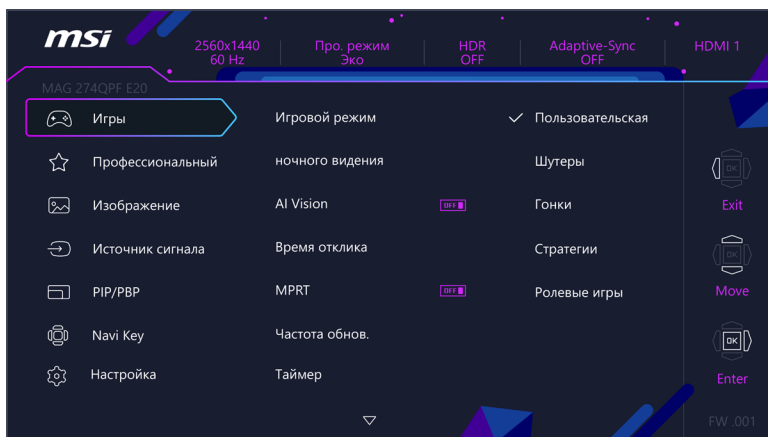 msi
2560x1440
60 Hz
Про. режим
Эко
HDR
OFF
Adaptive-Sync
OFF
HDMI 1
MAG 274QPF E20
Игры
Игровой режим
Пользовательская
Профессиональный
ночного видения
Шутеры
Изображение
AI Vision
OFF
Гонки
Exit
Источник сигнала
Время отклика
Стратегии
PIP/PBP
MPRT
OFF
Ролевые игры
Move
Navi Key
Частота обнов.
Настройка
Таймер
Enter
OK
OK
OK
FW .001